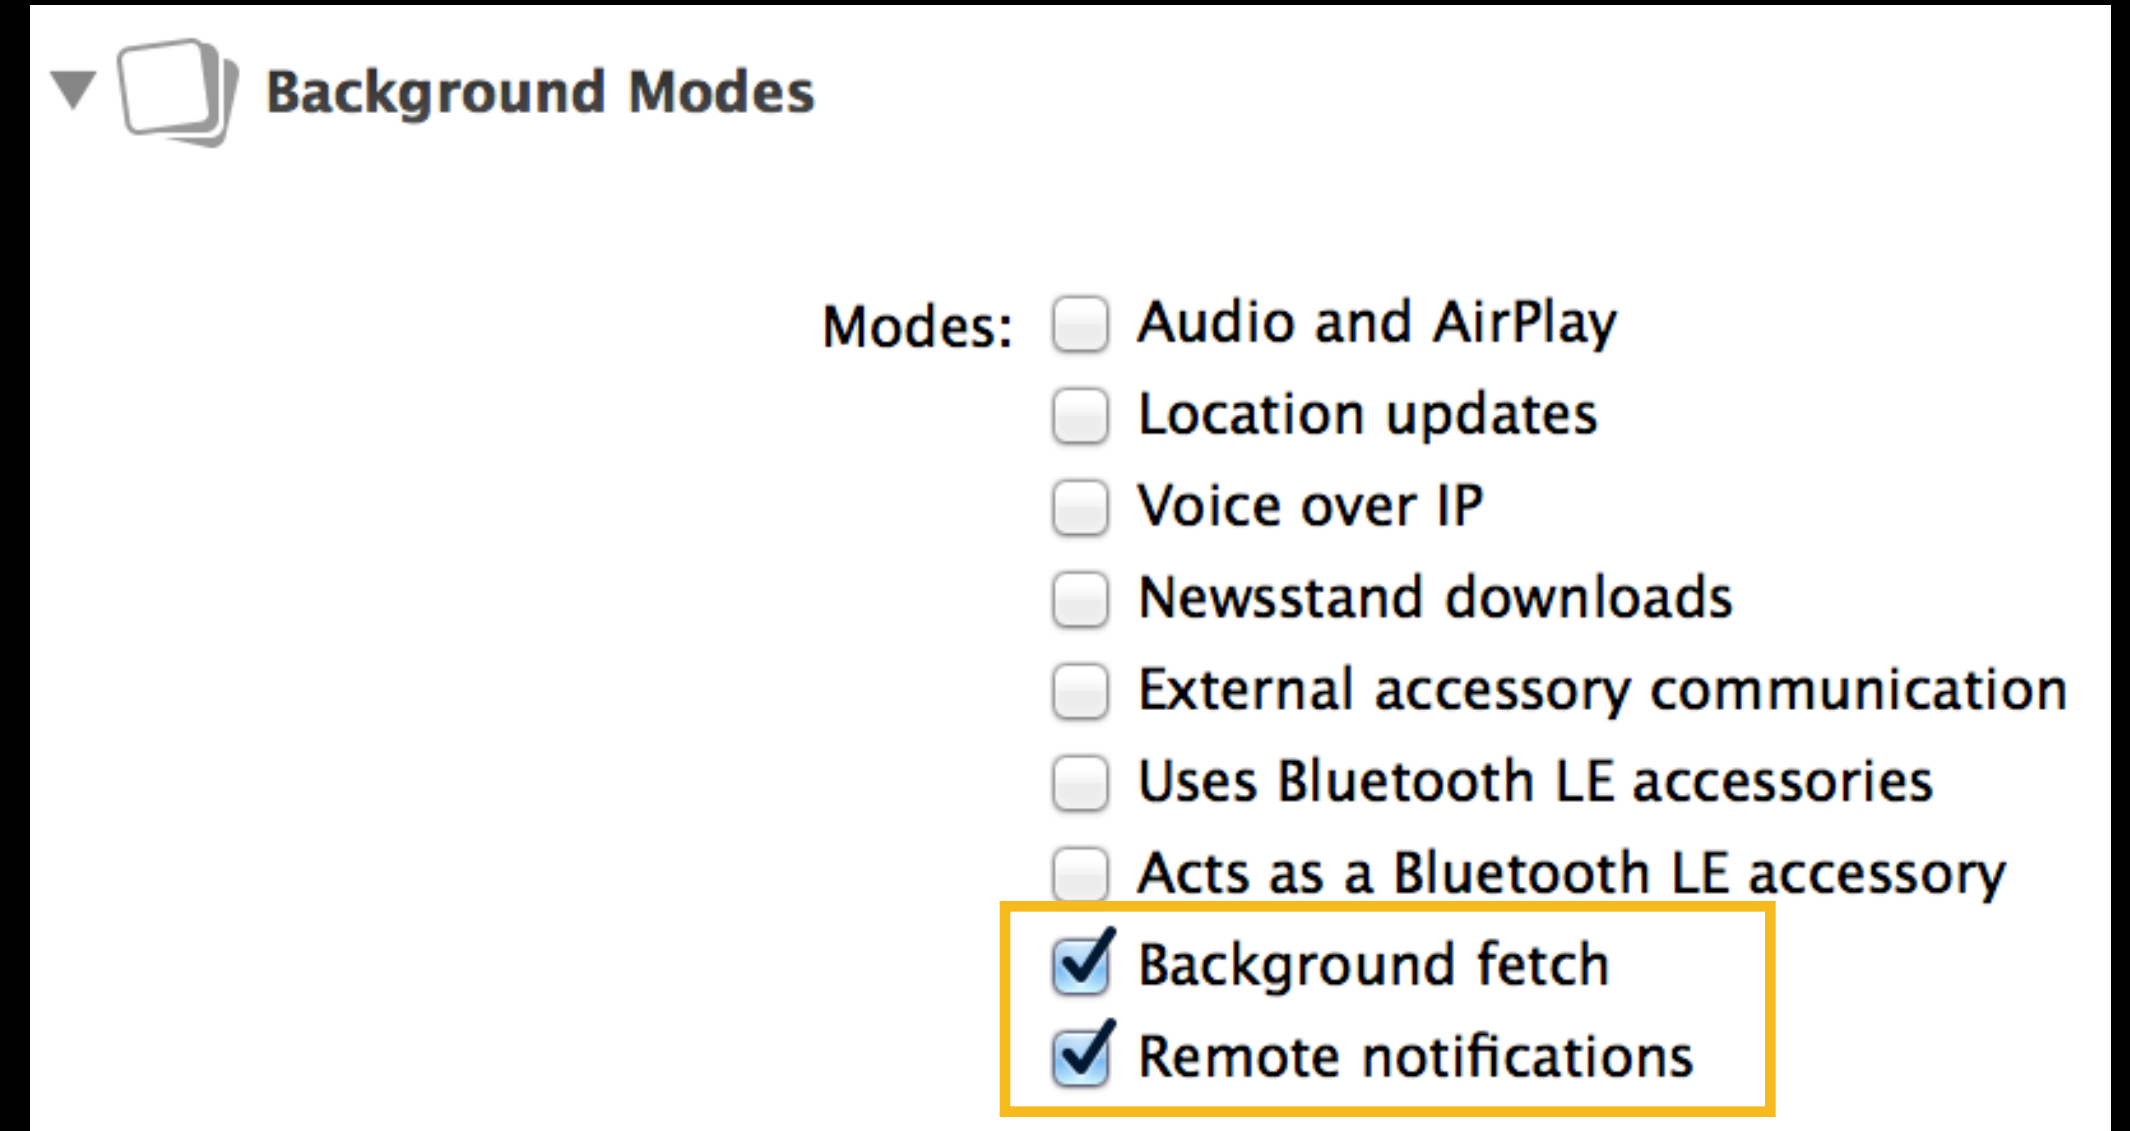 Background Modes
Modes: Audio and AirPlay
Location updates
Voice over IP
Newsstand downloads
External accessory communication
Uses Bluetooth LE accessories
Acts as a Bluetooth LE accessory
Background fetch
Remote notifications